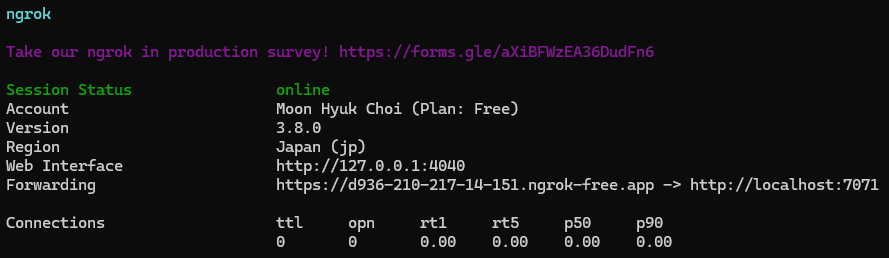 ngrok
Take our ngrok in production survey! https://forms.gle/aXiBFWzEA36DudFn6
Session Status online
Account Moon Hyuk Choi (Plan: Free)
Version 3.8.0
Region Japan (jp)
Web Interface http://127.0.0.1:4040
Forwarding https://d936-210-217-14-151.ngrok-free.app -> http://localhost:7071
Connections ttl opn rt1 rt5 p50 p90
0 0 0.00 0.00 0.00 0.00